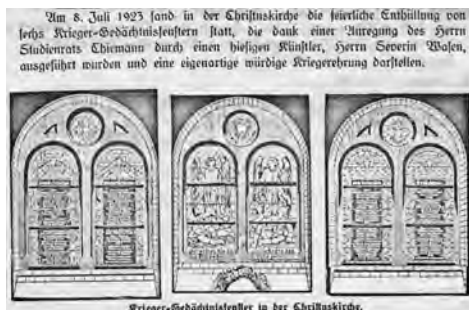 Am 8. Juli 1923 fand in der Christuskirche die feierliche Enthüllung von
sechs Krieger-Gedächtnisfenstern statt, die dank einer Anregung des Herrn
Studienrats Thiemann durch einen hiesigen Künstler, Herrn Severin Wasen,
ausgeführt wurden und eine eigenartige würdige Kriegerehrung darstellen.
Krieger-Gedächtnisfenster in der Christuskirche.